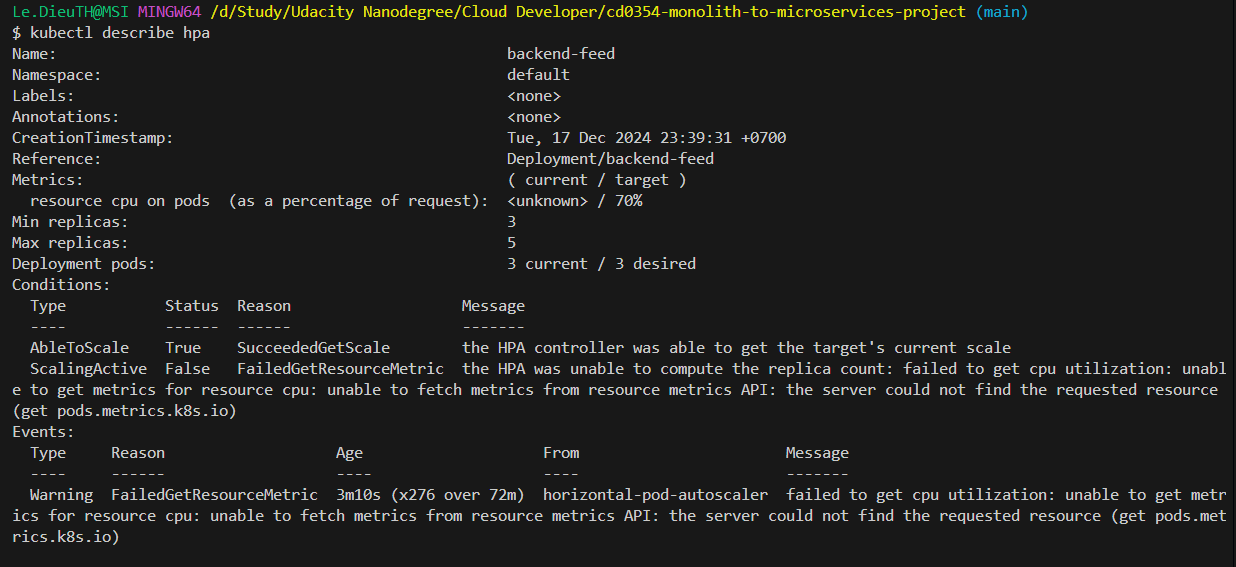 Le.DieuTH@MSI MINGW64 /d/Study/Udacity Nanodegree/Cloud Developer/cd0354-monolith-to-microservices-project (main)
$ kubectl describe hpa
Name:                                                  backend-feed
Namespace:                                             default
Labels:                                                <none>
Annotations:                                           <none>
CreationTimestamp:                                     Tue, 17 Dec 2024 23:39:31 +0700
Reference:                                             Deployment/backend-feed
Metrics:                                               ( current / target )
  resource cpu on pods  (as a percentage of request):  <unknown> / 70%
Min replicas:                                          3
Max replicas:                                          5
Deployment pods:                                       3 current / 3 desired
Conditions:
  Type           Status  Reason                   Message
  ----           ------  ------                   -------
  AbleToScale    True    SucceededGetScale        the HPA controller was able to get the target's current scale
  ScalingActive  False   FailedGetResourceMetric  the HPA was unable to compute the replica count: failed to get cpu utilization: unabl
e to get metrics for resource cpu: unable to fetch metrics from resource metrics API: the server could not find the requested resource
(get pods.metrics.k8s.io)
Events:
  Type     Reason                   Age                    From                       Message
  ----     ------                   ----                   ----                       -------
  Warning  FailedGetResourceMetric  3m10s (x276 over 72m)  horizontal-pod-autoscaler  failed to get cpu utilization: unable to get metr
ics for resource cpu: unable to fetch metrics from resource metrics API: the server could not find the requested resource (get pods.met
rics.k8s.io)